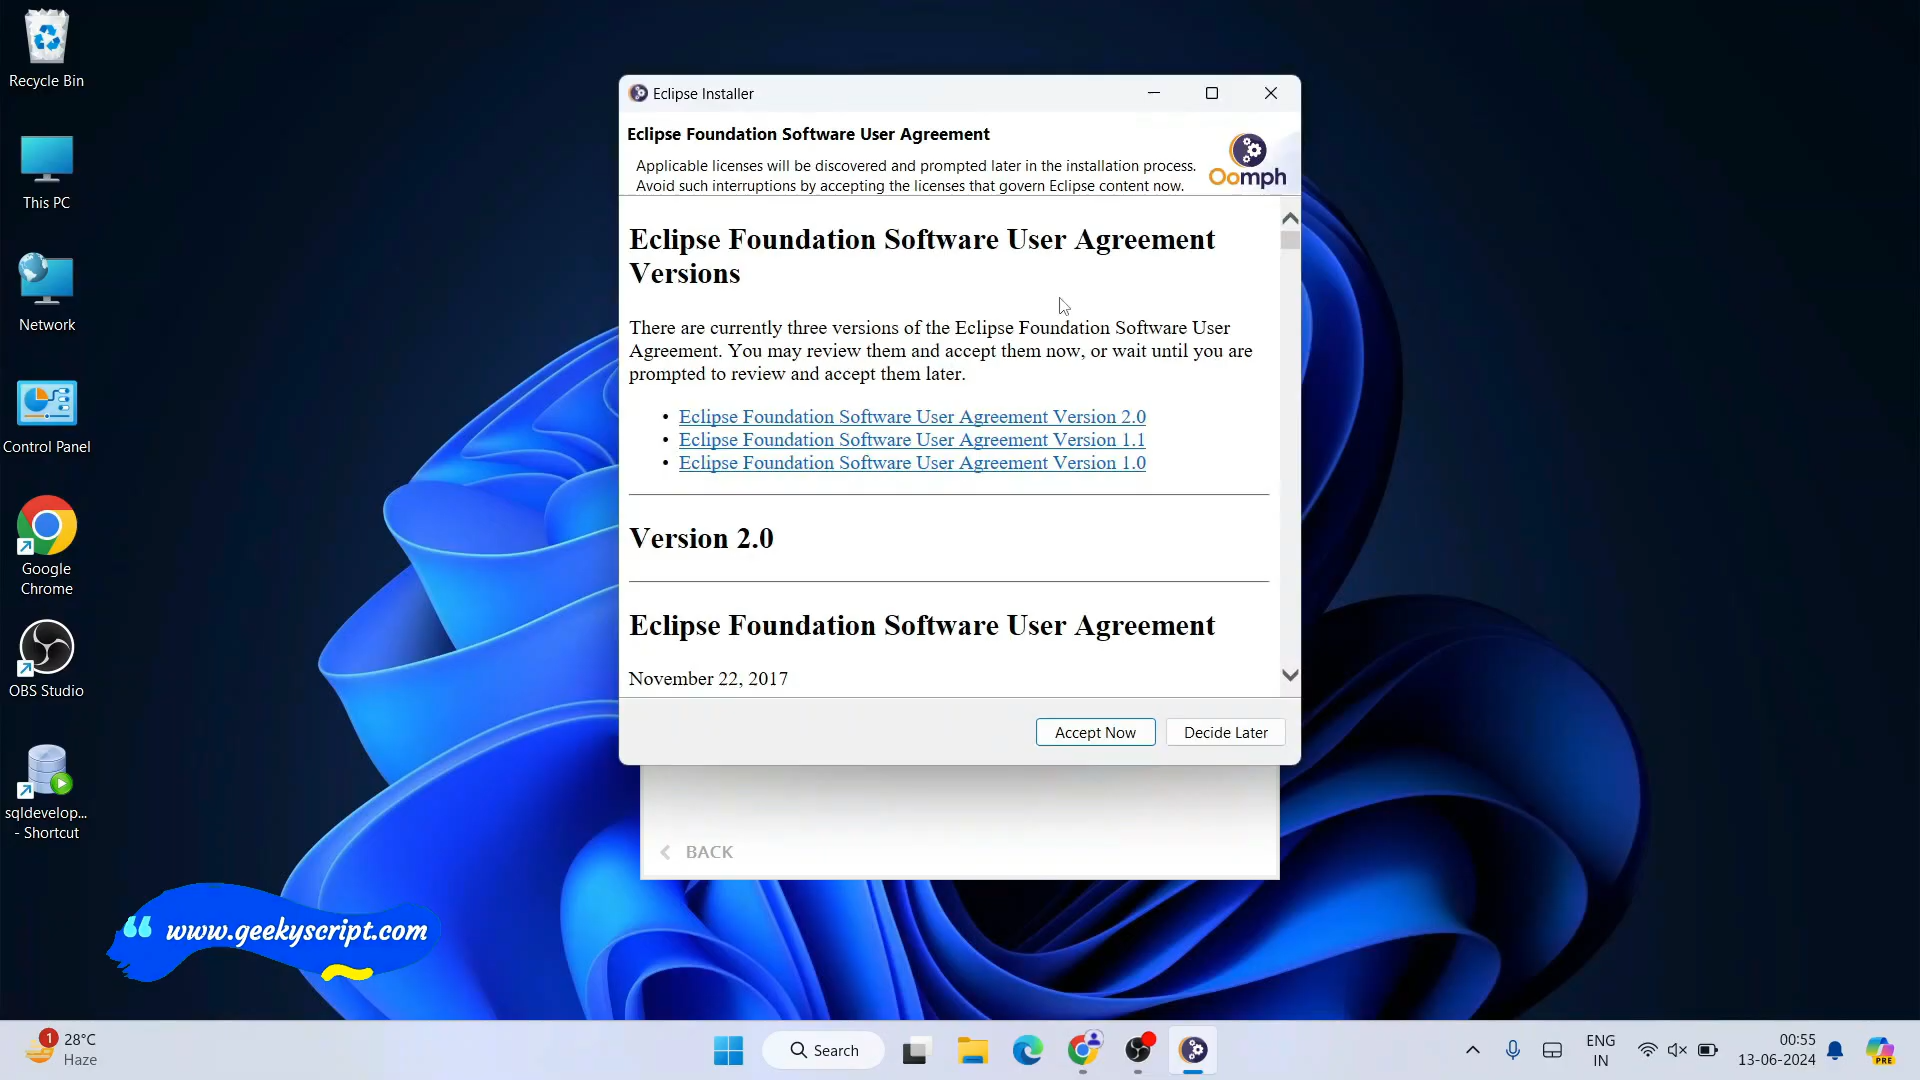 Recycle Bin
This PC
Network
Control Panel
Google
Chrome
OBS Studio
sqldevelop...
- Shortcut
Eclipse Installer
Eclipse Foundation Software User Agreement
Applicable licenses will be discovered and prompted later in the installation process.
Avoid such interruptions by accepting the licenses that govern Eclipse content now.
Oomph
Eclipse Foundation Software User Agreement
Versions
There are currently three versions of the Eclipse Foundation Software User
Agreement. You may review them and accept them now, or wait until you are
prompted to review and accept them later.
• Eclipse Foundation Software User Agreement Version 2.0
• Eclipse Foundation Software User Agreement Version 1.1
• Eclipse Foundation Software User Agreement Version 1.0
Version 2.0
Eclipse Foundation Software User Agreement
November 22, 2017
Accept Now
Decide Later
BACK
www.geekyscript.com
1
28°C
Haze
Search
ENG
IN
00:55
13-06-2024
PRE